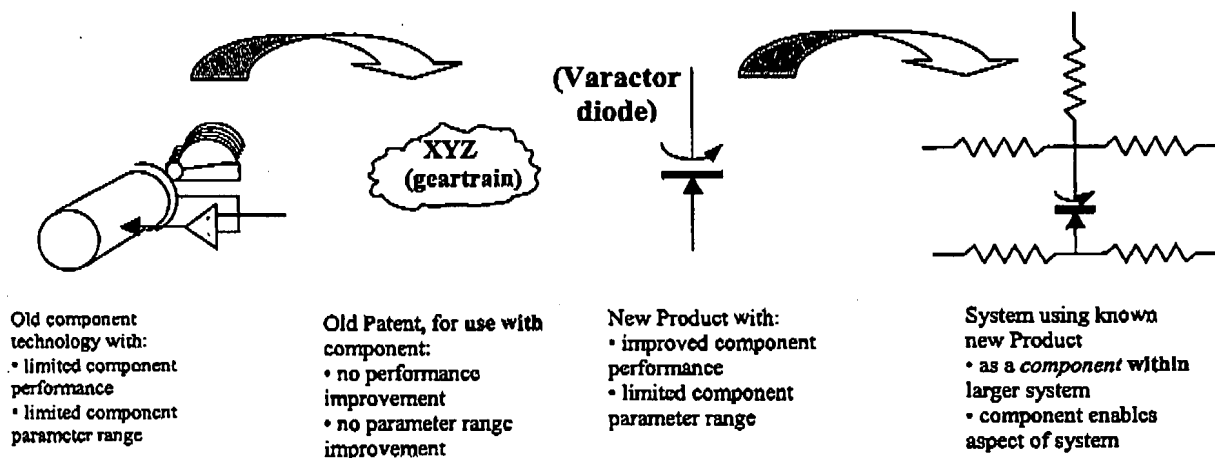 (Varactor
diode)
XYZ
(geartrain)
Old component
technology with:
• limited component
performance
• limited component
parameter range
Old Patent, for use with
component:
• no performance
improvement
• no parameter range
improvement
New Product with:
• improved component
performance
• limited component
parameter range
System using known
new Product
• as a component within
larger system
• component enables
aspect of system